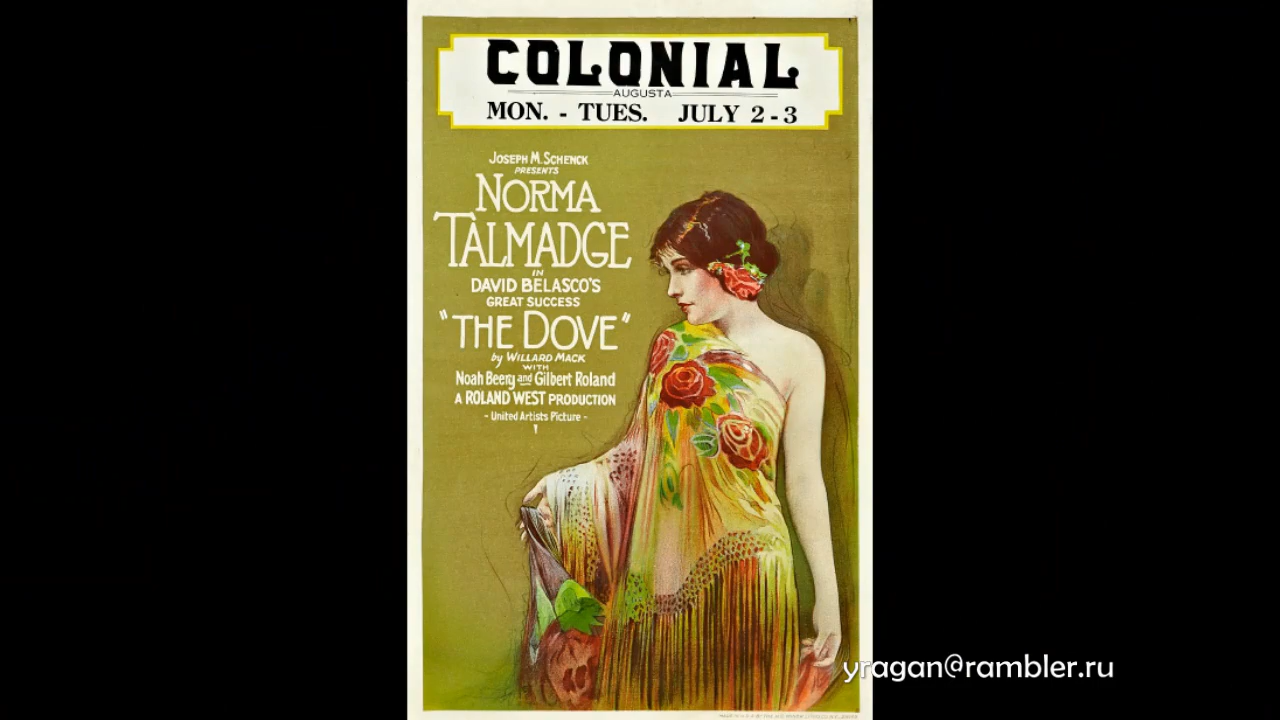 COLONIAL
AUGUSTA
MON. - TUES. JULY 2-3
JOSEPH M. SCHENCK
PRESENTS
NORMA
TALMADGE
IN
DAVID BELASCO'S
GREAT SUCCESS
"THE DOVE"
by WILLARD MACK
WITH
Noah Beery and Gilbert Roland
A ROLAND WEST PRODUCTION
- United Artists Picture -
yragan@rambler.ru